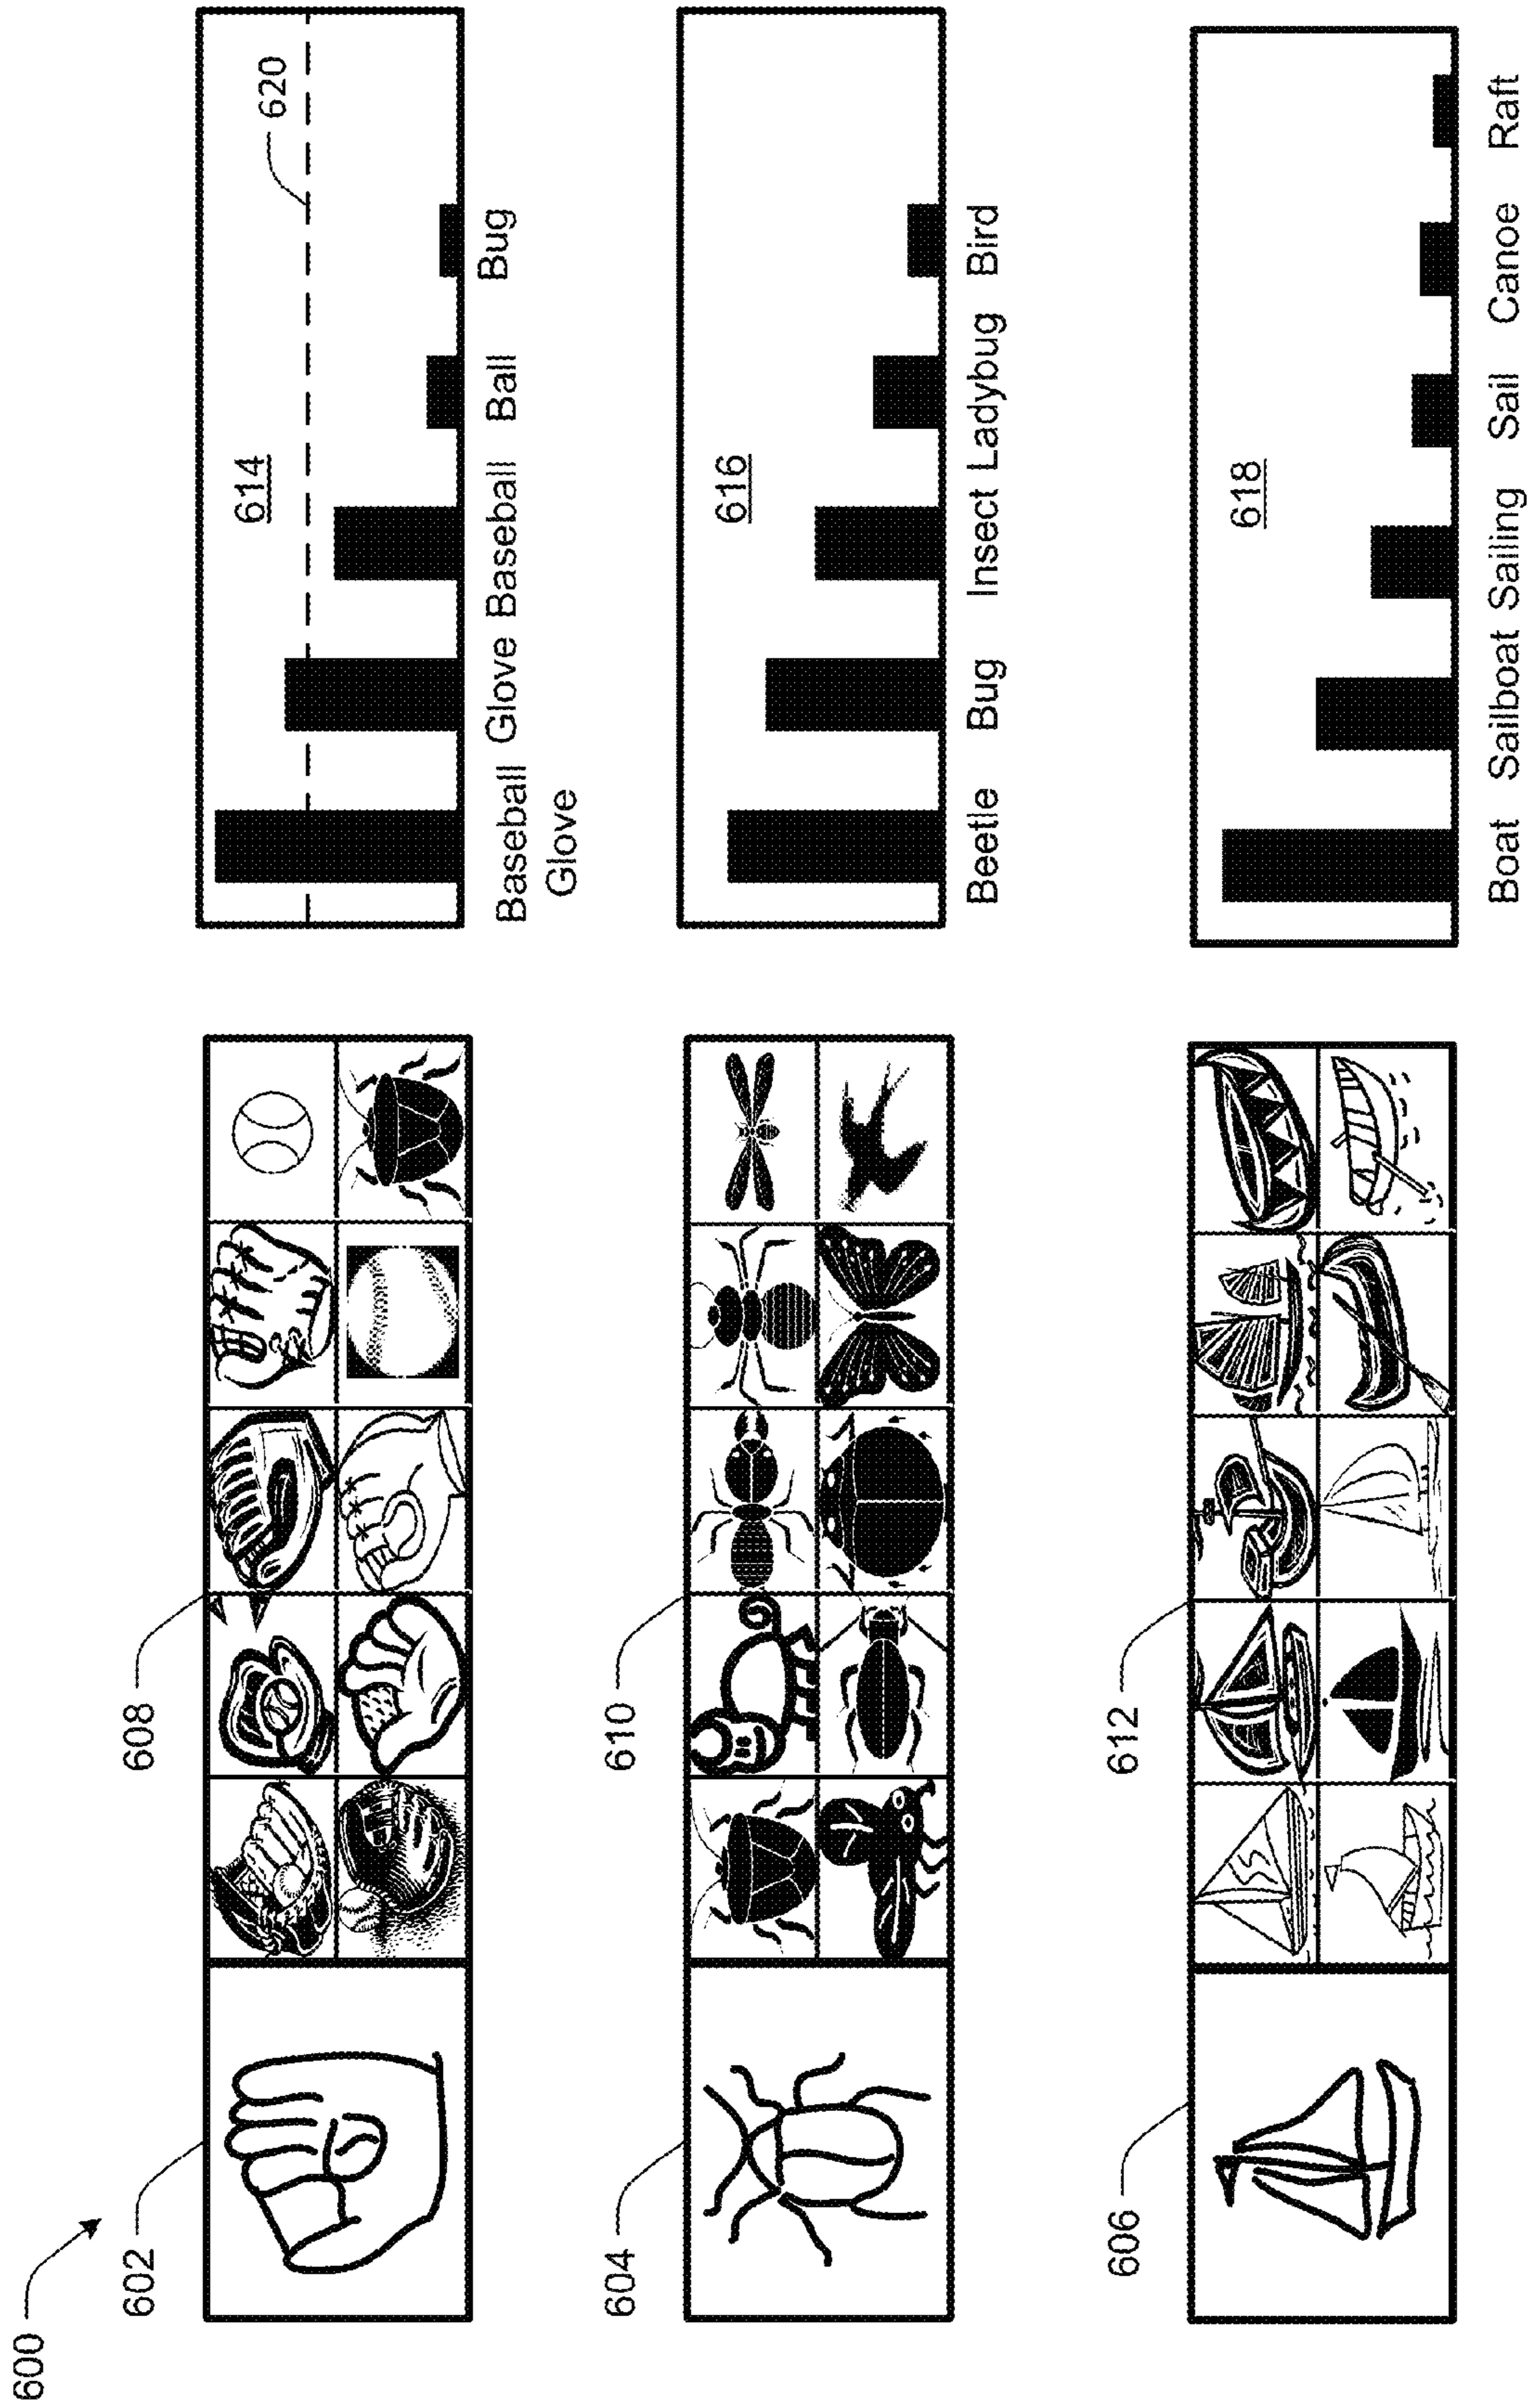 600
602
608
614
620
Baseball Glove Baseball Ball Bug
Glove
604
610
616
Beetle Bug Insect Ladybug Bird
606
612
618
Boat Sailboat Sailing Sail Canoe Raft